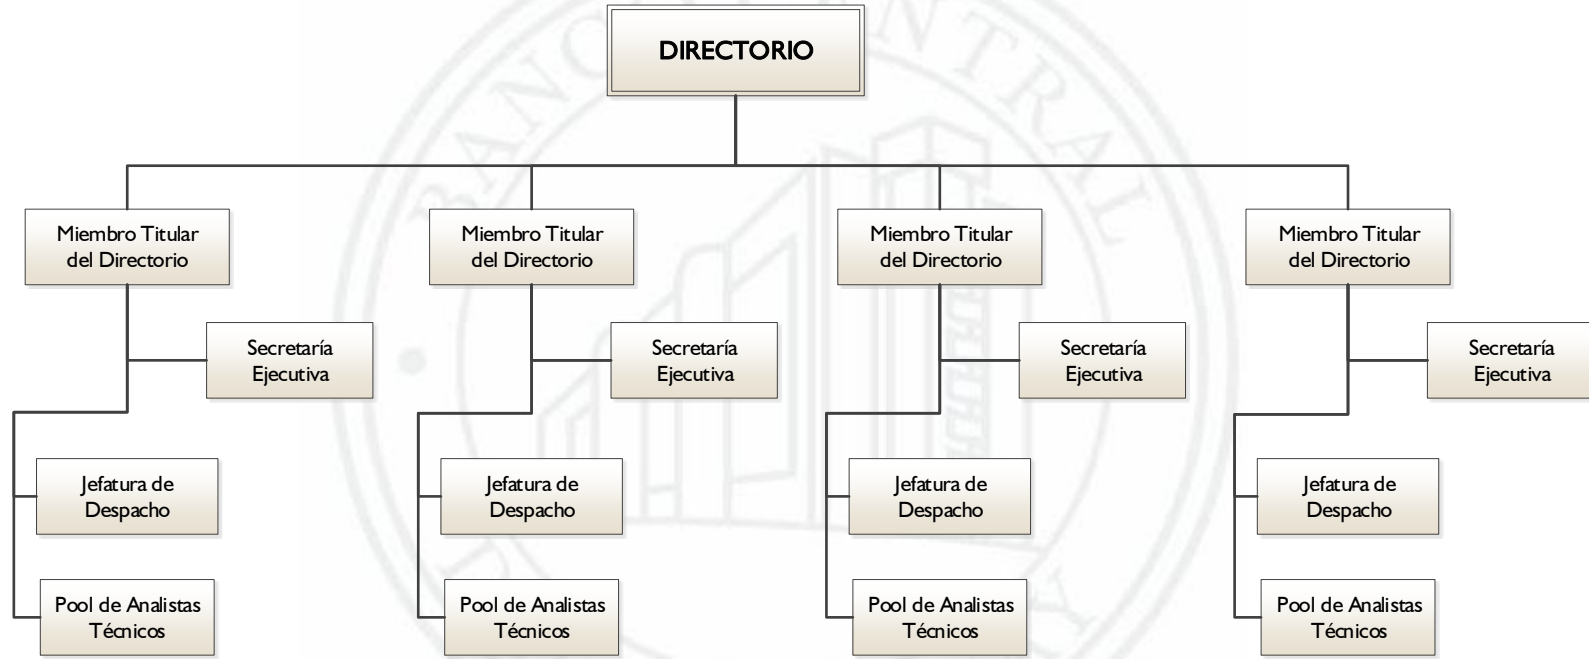 DIRECTORIO
Miembro Titular
del Directorio
Miembro Titular
del Directorio
Miembro Titular
del Directorio
Miembro Titular
del Directorio
Secretaría
Ejecutiva
Secretaría
Ejecutiva
Secretaría
Ejecutiva
Secretaría
Ejecutiva
Jefatura de
Despacho
Jefatura de
Despacho
Jefatura de
Despacho
Jefatura de
Despacho
Pool de Analistas
Técnicos
Pool de Analistas
Técnicos
Pool de Analistas
Técnicos
Pool de Analistas
Técnicos
BANCO CENTRAL